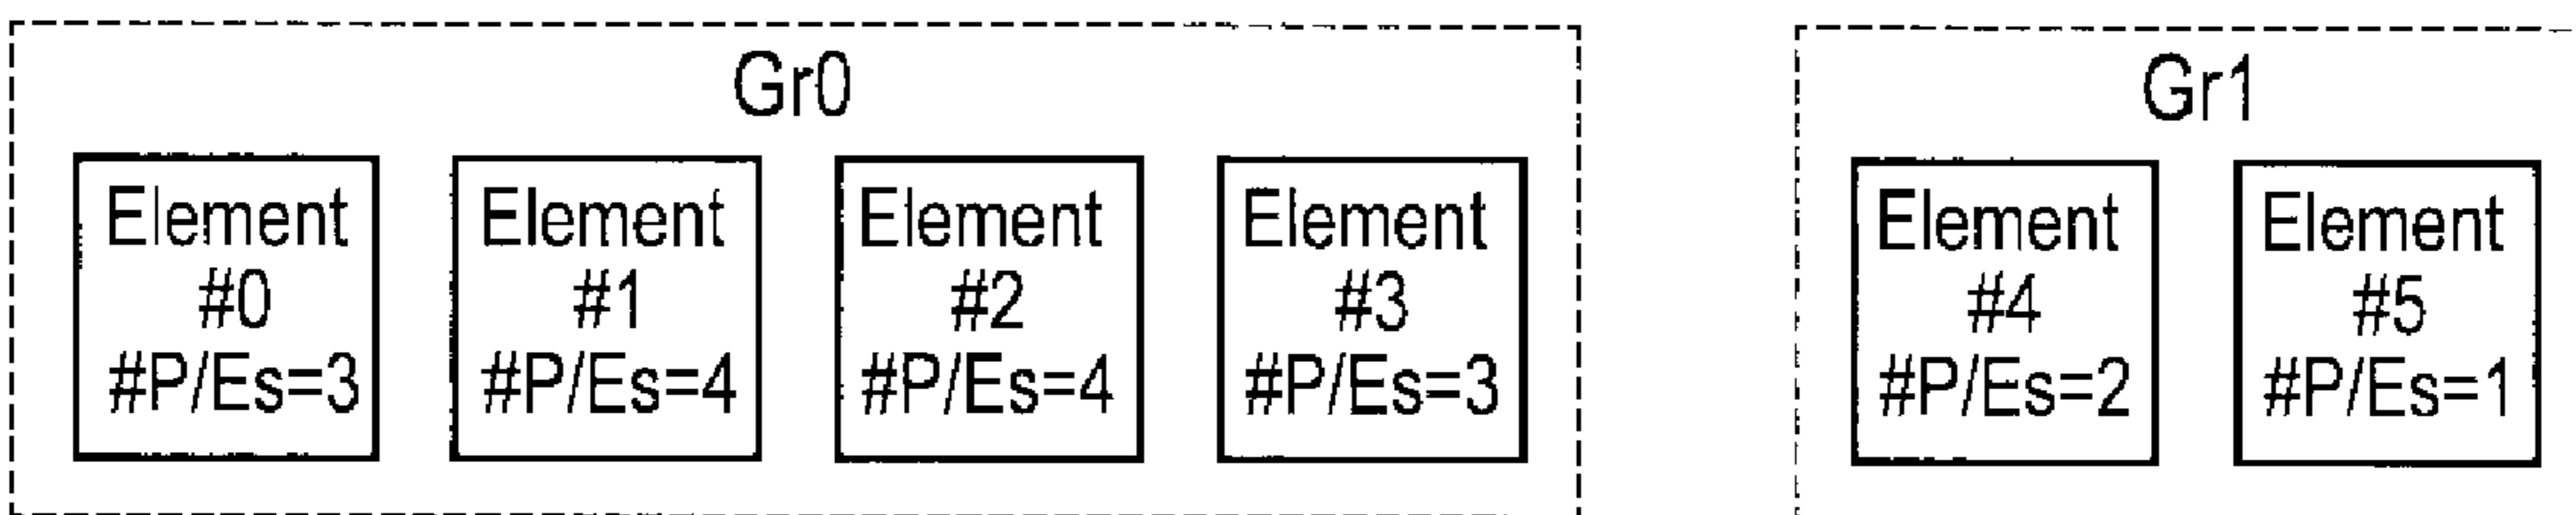 Gr0
Element
#0
#P/Es=3
Element
#1
#P/Es=4
Element
#2
#P/Es=4
Element
#3
#P/Es=3
Gr1
Element
#4
#P/Es=2
Element
#5
#P/Es=1